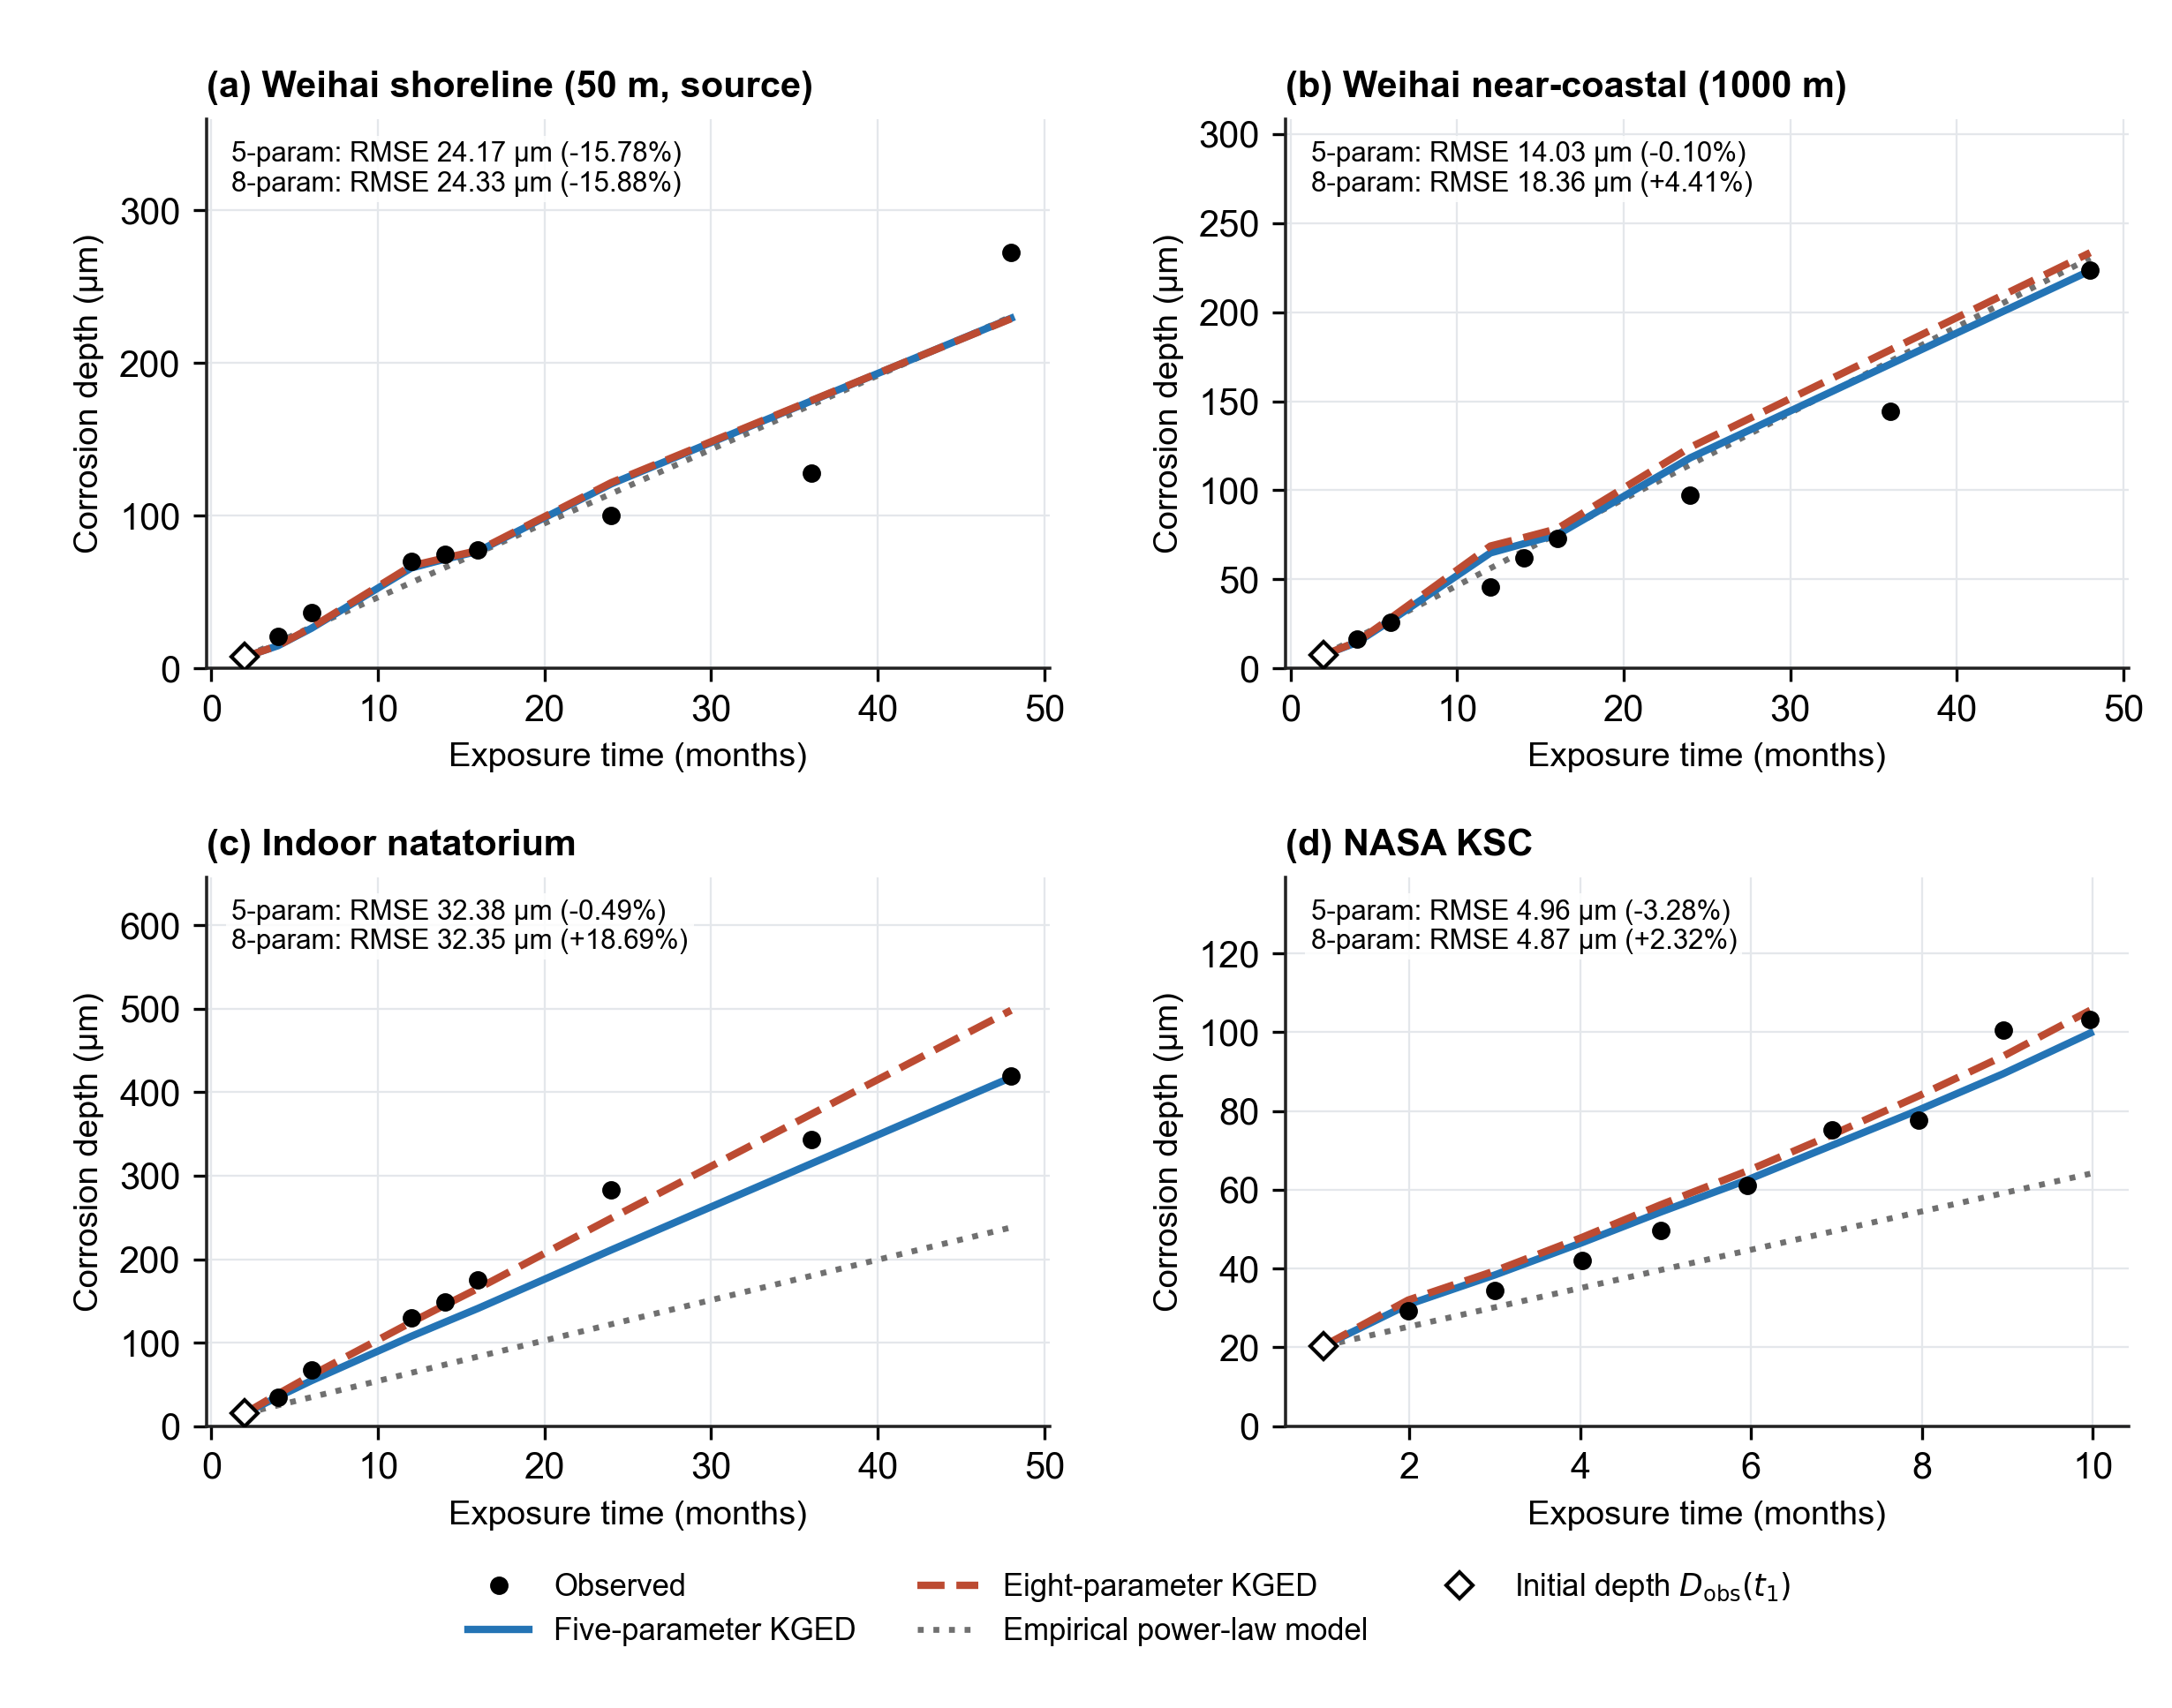 (a) Weihai shoreline (50 m, source)
5-param: RMSE 24.17 µm (-15.78%)
8-param: RMSE 24.33 µm (-15.88%)
300
200
100
0
Corrosion depth (µm)
0 10 20 30 40 50
Exposure time (months)
(b) Weihai near-coastal (1000 m)
5-param: RMSE 14.03 µm (-0.10%)
8-param: RMSE 18.36 µm (+4.41%)
300
250
200
150
100
50
0
Corrosion depth (µm)
0 10 20 30 40 50
Exposure time (months)
(c) Indoor natatorium
5-param: RMSE 32.38 µm (-0.49%)
8-param: RMSE 32.35 µm (+18.69%)
600
500
400
300
200
100
0
Corrosion depth (µm)
0 10 20 30 40 50
Exposure time (months)
(d) NASA KSC
5-param: RMSE 4.96 µm (-3.28%)
8-param: RMSE 4.87 µm (+2.32%)
120
100
80
60
40
20
0
Corrosion depth (µm)
2 4 6 8 10
Exposure time (months)
Observed
Five-parameter KGED
Eight-parameter KGED
Empirical power-law model
Initial depth D_obs(t_1)